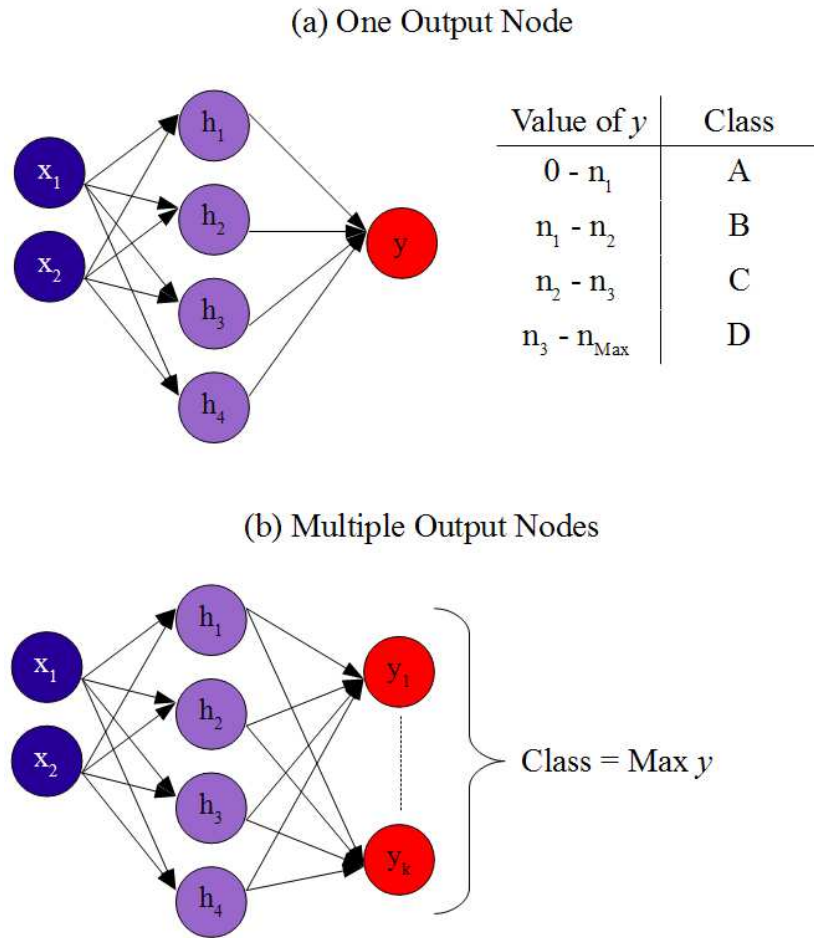 (a) One Output Node
x₁
x₂
h₁
h₂
h₃
h₄
y
Value of y Class
0 - n₁ A
n₁ - n₂ B
n₂ - n₃ C
n₃ - n_Max D
(b) Multiple Output Nodes
x₁
x₂
h₁
h₂
h₃
h₄
y₁
yₖ
Class = Max y